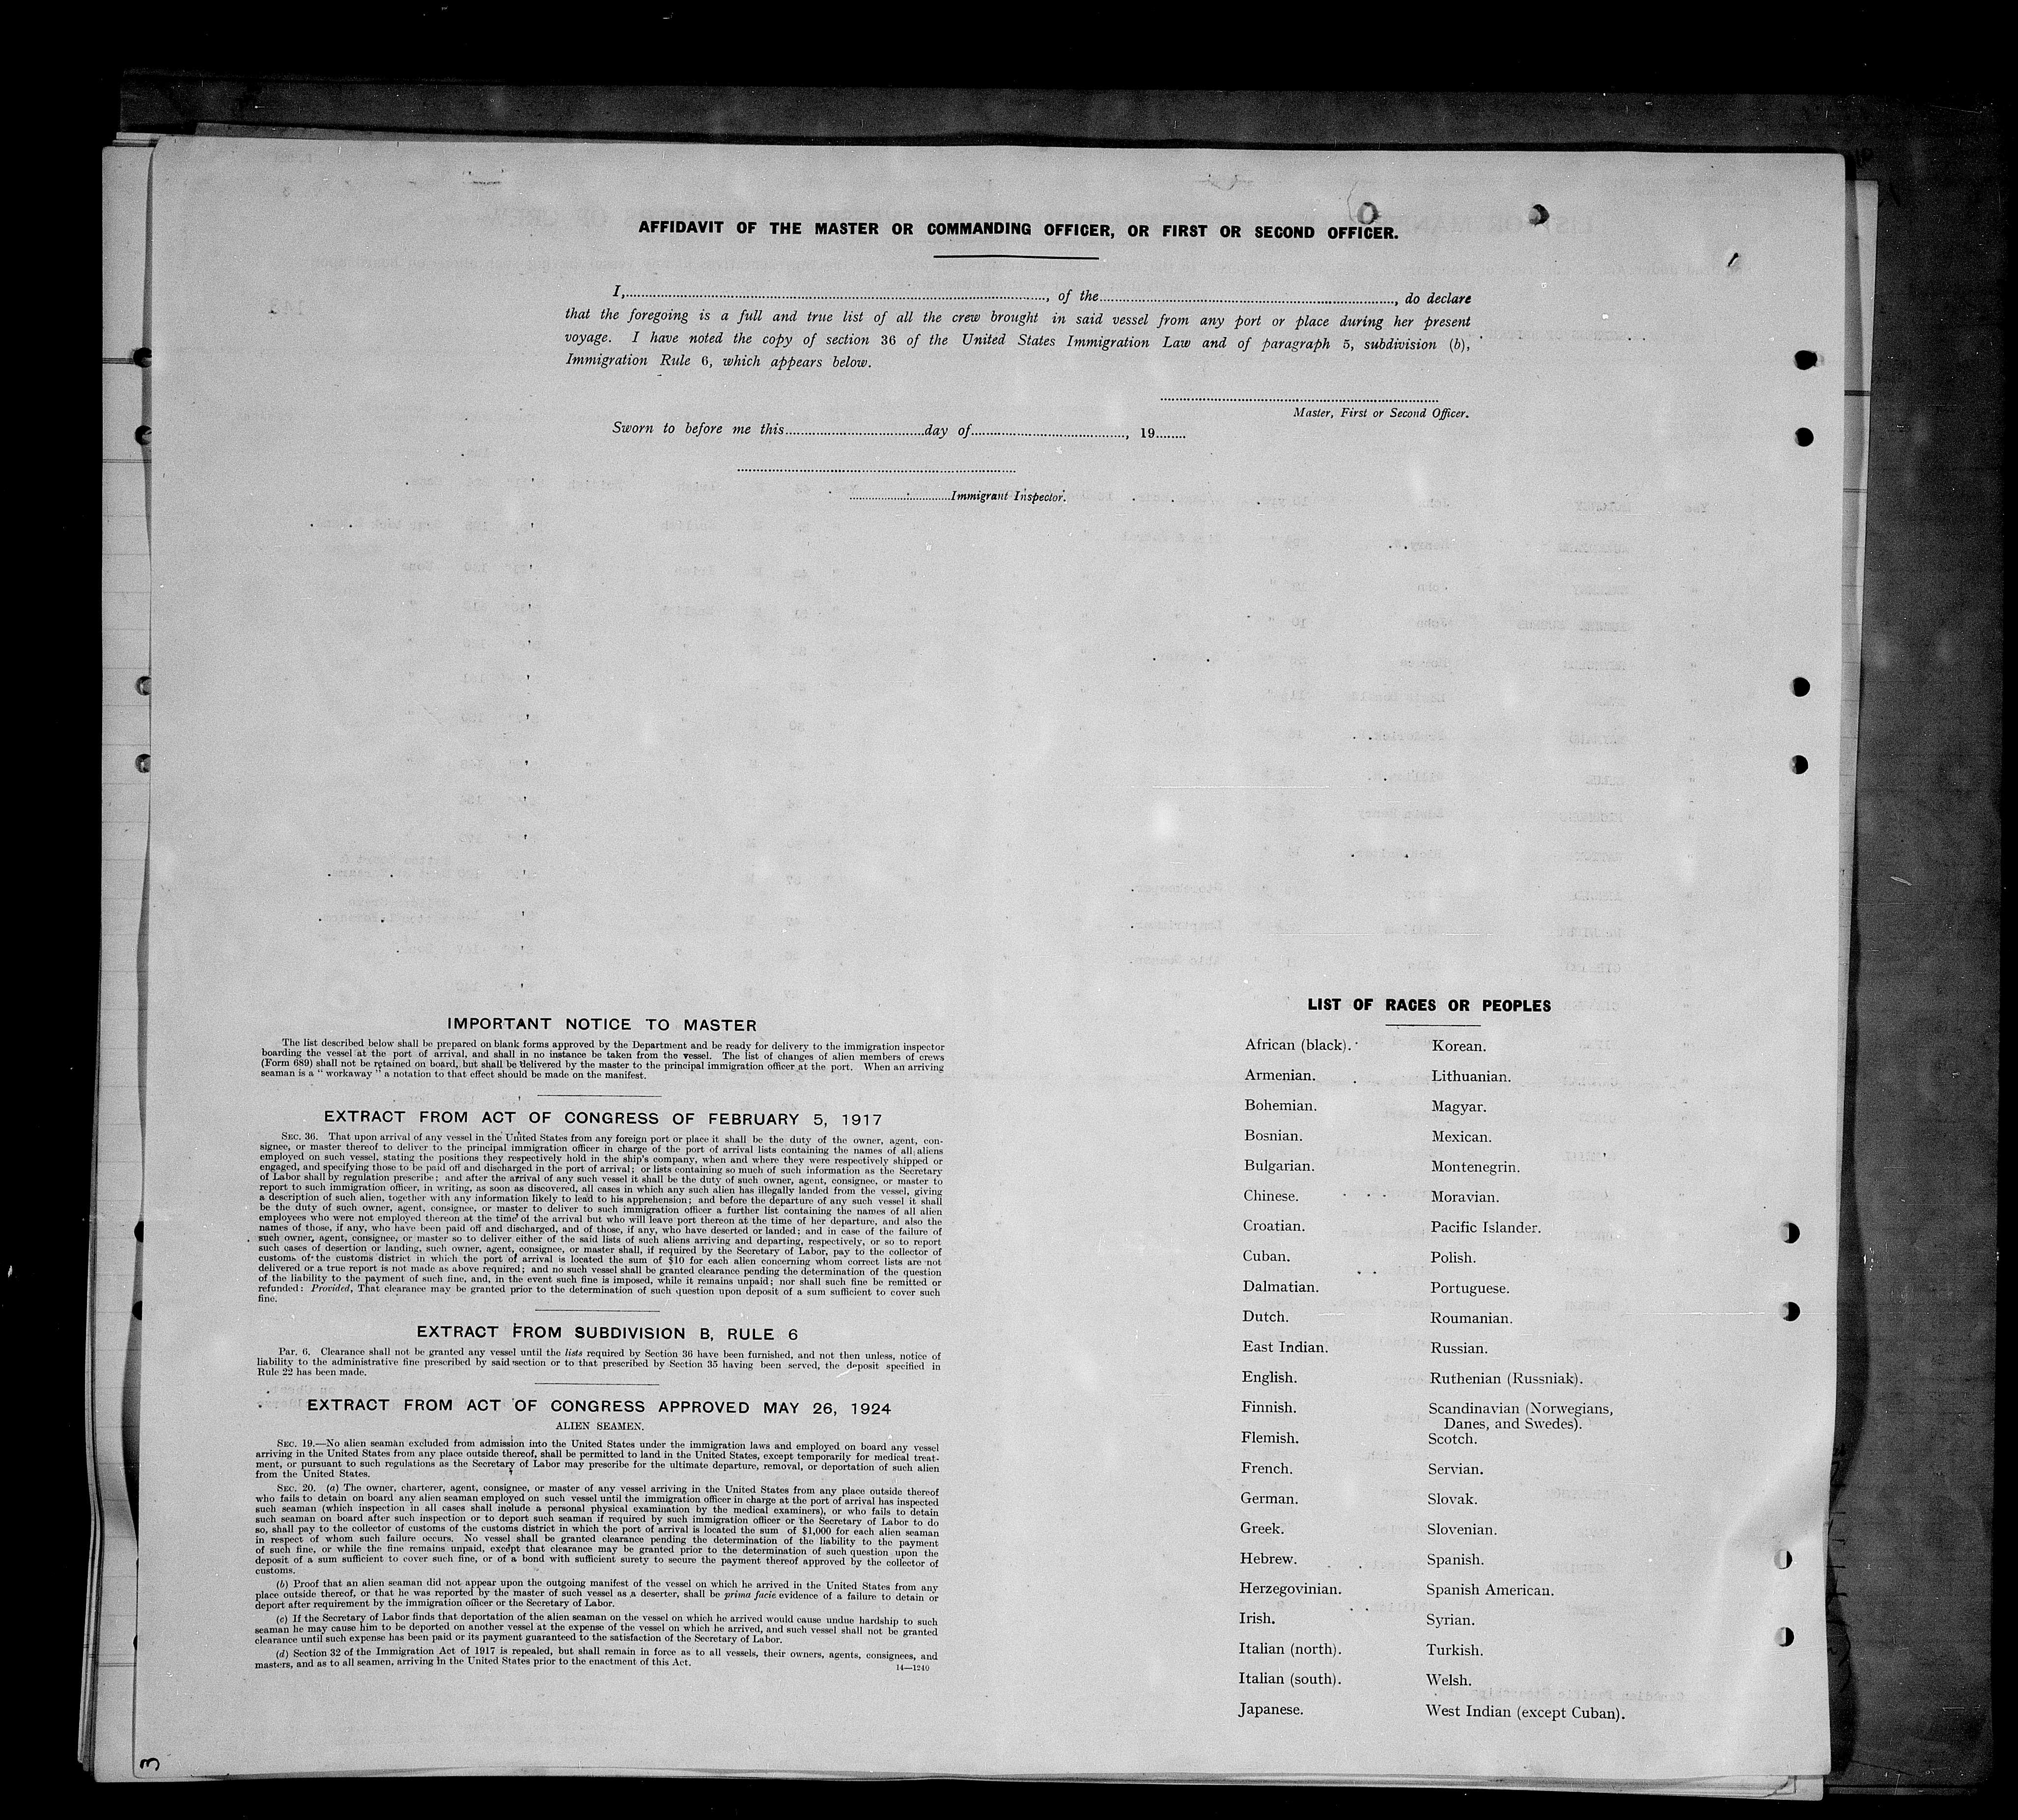 AFFIDAVIT OF THE MASTER OR COMMANDING OFFICER, OR FIRST OR SECOND OFFICER.
I,........, of the........, do declare
that the foregoing is a full and true list of all the crew brought in said vessel from any port or place during her present
voyage. I have noted the copy of section 36 of the United States Immigration Law and of paragraph 5, subdivision (b),
Immigration Rule 6, which appears below.
Master, First or Second Officer.
Sworn to before me this........day of........, 19........
........Immigrant Inspector.
IMPORTANT NOTICE TO MASTER
The list described below shall be prepared on blank forms approved by the Department and be ready for delivery to the immigration inspector
boarding the vessel at the port of arrival, and shall in no instance be taken from the vessel. The list of changes of alien members of crews
(Form 689) shall not be retained on board, but shall be delivered by the master to the principal immigration officer at the port. When an arriving
seaman is a "workaway" a notation to that effect should be made on the manifest.
EXTRACT FROM ACT OF CONGRESS OF FEBRUARY 5, 1917
SEC. 36. That upon arrival of any vessel in the United States from any foreign port or place it shall be the duty of the owner, agent, con-
signee, or master thereof to deliver to the principal immigration officer in charge of the port of arrival lists containing the names of all aliens
employed on such vessel, stating the positions they respectively hold in the ship's company, when and where they were respectively shipped or
engaged, and specifying those to be paid off and discharged in the port of arrival; or lists containing so much of such information as the Secretary
of Labor shall by regulation prescribe; and after the arrival of any such vessel it shall be the duty of such owner, agent, consignee, or master to
report to such immigration officer, in writing, as soon as discovered, all cases in which any such alien has illegally landed from the vessel, giving
a description of such alien, together with any information likely to lead to his apprehension; and before the departure of any such vessel it shall
be the duty of such owner, agent, consignee, or master to deliver to such immigration officer a further list containing the names of all alien
employees who were not employed thereon at the time of the arrival but who will leave port thereon at the time of her departure, and also the
names of those, if any, who have been paid off and discharged, and of those, if any, who have deserted or landed; and in case of the failure of
such owner, agent, consignee, or master so to deliver either of the said lists of such aliens arriving and departing, respectively, or so to report
such cases of desertion or landing, such owner, agent, consignee, or master shall, if required by the Secretary of Labor, pay to the collector of
customs of the customs district in which the port of arrival is located the sum of $10 for each alien concerning whom correct lists are not
delivered or a true report is not made as above required; and no such vessel shall be granted clearance pending the determination of the question
of the liability to the payment of such fine, and, in the event such fine is imposed, while it remains unpaid; nor shall such fine be remitted or
refunded: Provided, That clearance may be granted prior to the determination of such question upon deposit of a sum sufficient to cover such
fine.
EXTRACT FROM SUBDIVISION B, RULE 6
PAR. 6. Clearance shall not be granted any vessel until the lists required by Section 36 have been furnished, and not then unless, notice of
liability to the administrative fine prescribed by said section or to that prescribed by Section 35 having been served, the deposit specified in
Rule 22 has been made.
EXTRACT FROM ACT OF CONGRESS APPROVED MAY 26, 1924
ALIEN SEAMEN.
SEC. 19.—No alien seaman excluded from admission into the United States under the immigration laws and employed on board any vessel
arriving in the United States from any place outside thereof, shall be permitted to land in the United States, except temporarily for medical treat-
ment, or pursuant to such regulations as the Secretary of Labor may prescribe for the ultimate departure, removal, or deportation of such alien
from the United States.
SEC. 20. (a) The owner, charterer, agent, consignee, or master of any vessel arriving in the United States from any place outside thereof
who fails to detain on board any alien seaman employed on such vessel until the immigration officer in charge at the port of arrival has inspected
such seaman (which inspection in all cases shall include a personal physical examination by the medical examiners), or who fails to detain
such seaman on board after such inspection or to deport such seaman if required by such immigration officer or the Secretary of Labor to do
so, shall pay to the collector of customs of the customs district in which the port of arrival is located the sum of $1,000 for each alien seaman
in respect of whom such failure occurs. No vessel shall be granted clearance pending the determination of the liability to the payment
of such fine, or while the fine remains unpaid, except that clearance may be granted prior to the determination of such question upon the
deposit of a sum sufficient to cover such fine, or of a bond with sufficient surety to secure the payment thereof approved by the collector of
customs.
(b) Proof that an alien seaman did not appear upon the outgoing manifest of the vessel on which he arrived in the United States from any
place outside thereof, or that he was reported by the master of such vessel as a deserter, shall be prima facie evidence of a failure to detain or
deport after requirement by the immigration officer or the Secretary of Labor.
(c) If the Secretary of Labor finds that deportation of the alien seaman on the vessel on which he arrived would cause undue hardship to such
seaman he may cause him to be deported on another vessel at the expense of the vessel on which he arrived, and such vessel shall not be granted
clearance until such expense has been paid or its payment guaranteed to the satisfaction of the Secretary of Labor.
(d) Section 32 of the Immigration Act of 1917 is repealed, but shall remain in force as to all vessels, their owners, agents, consignees, and
masters, and as to all seamen, arriving in the United States prior to the enactment of this Act.
14—1240
LIST OF RACES OR PEOPLES
African (black).
Armenian.
Bohemian.
Bosnian.
Bulgarian.
Chinese.
Croatian.
Cuban.
Dalmatian.
Dutch.
East Indian.
English.
Finnish.
Flemish.
French.
German.
Greek.
Hebrew.
Herzegovinian.
Irish.
Italian (north).
Italian (south).
Japanese.
Korean.
Lithuanian.
Magyar.
Mexican.
Montenegrin.
Moravian.
Pacific Islander.
Polish.
Portuguese.
Roumanian.
Russian.
Ruthenian (Russniak).
Scandinavian (Norwegians,
Danes, and Swedes).
Scotch.
Servian.
Slovak.
Slovenian.
Spanish.
Spanish American.
Syrian.
Turkish.
Welsh.
West Indian (except Cuban).
3